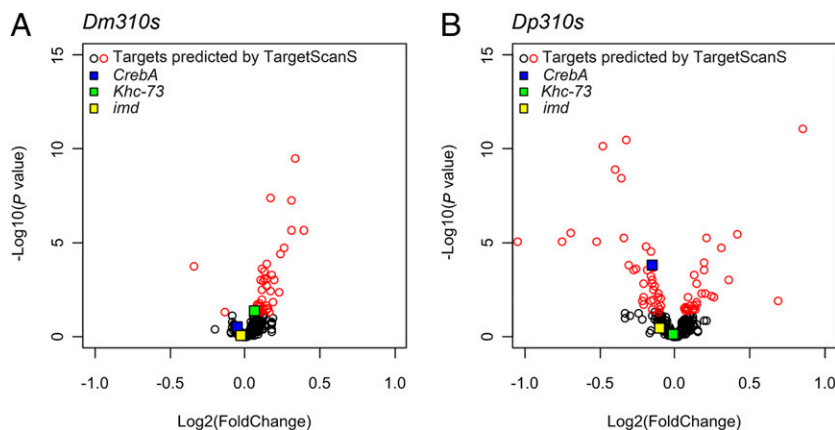 A
Dm310s
15
10
5
0
-Log10(P value)
Targets predicted by TargetScanS
CrebA
Khc-73
imd
-1.0 -0.5 0.0 0.5 1.0
Log2(FoldChange)
B
Dp310s
15
10
5
0
-Log10(P value)
Targets predicted by TargetScanS
CrebA
Khc-73
imd
-1.0 -0.5 0.0 0.5 1.0
Log2(FoldChange)